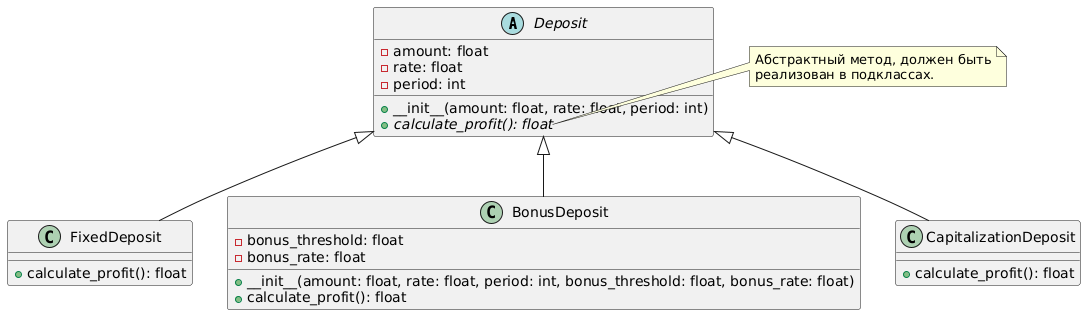 A Deposit
amount: float
rate: float
period: int
__init__(amount: float, rate: float, period: int)
calculate_profit(): float
Абстрактный метод, должен быть
реализован в подклассах.
C FixedDeposit
calculate_profit(): float
C BonusDeposit
bonus_threshold: float
bonus_rate: float
__init__(amount: float, rate: float, period: int, bonus_threshold: float, bonus_rate: float)
calculate_profit(): float
C CapitalizationDeposit
calculate_profit(): float